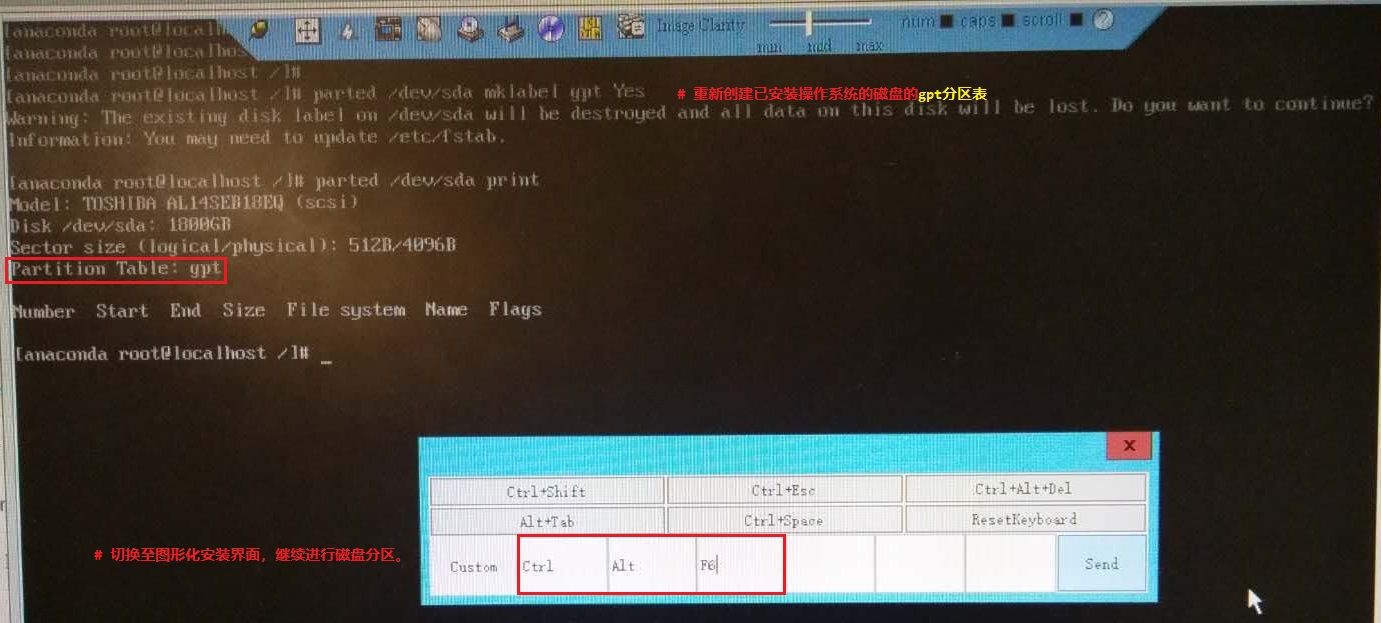 [anaconda root@localh
[anaconda root@localhos
[anaconda root@localhost /]#
[anaconda root@localhost /]# parted /dev/sda mklabel gpt Yes # 重新创建已安装操作系统的磁盘的gpt分区表
Warning: The existing disk label on /dev/sda will be destroyed and all data on this disk will be lost. Do you want to continue?
Information: You may need to update /etc/fstab.
[anaconda root@localhost /]# parted /dev/sda print
Model: TOSHIBA AL14SEB18EQ (scsi)
Disk /dev/sda: 1800GB
Sector size (logical/physical): 512B/4096B
Partition Table: gpt
Number Start End Size File system Name Flags
[anaconda root@localhost /]# _
Image Clarity
min mid max
num caps scroll ?
X
Ctrl+Shift Ctrl+Esc Ctrl+Alt+Del
Alt+Tab Ctrl+Space ResetKeyboard
# 切换至图形化安装界面，继续进行磁盘分区。
Custom Ctrl Alt F6 Send